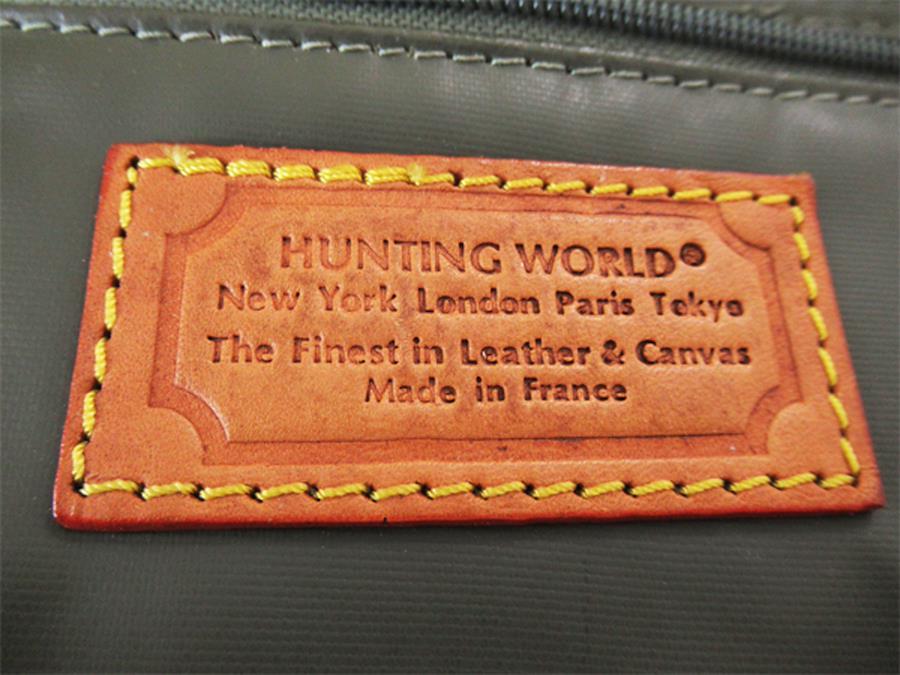 HUNTING WORLD®
New York London Paris Tokyo
The Finest in Leather & Canvas
Made in France